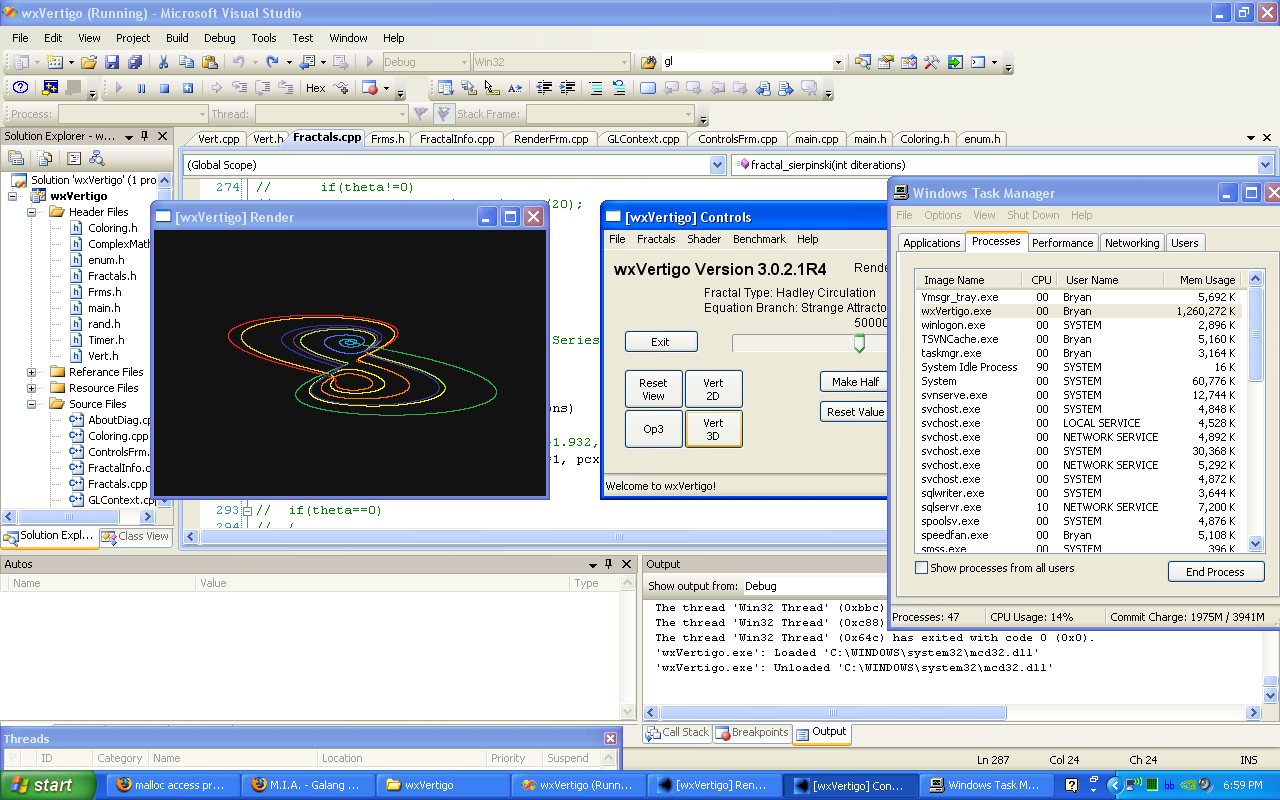 wxVertigo (Running) - Microsoft Visual Studio
File Edit View Project Build Debug Tools Test Window Help
Debug Win32 gl
Hex
Process: Thread: Stack Frame:
Solution Explorer - w...
Vert.cpp Vert.h Fractals.cpp Frms.h FractalInfo.cpp RenderFrm.cpp GLContext.cpp ControlsFrm.cpp main.cpp main.h Coloring.h enum.h
(Global Scope) fractal_sierpinski(int diterations)
Solution 'wxVertigo' (1 pro
wxVertigo
Header Files
Coloring.h
ComplexMath
enum.h
Fractals.h
Frms.h
main.h
rand.h
Timer.h
Vert.h
Referance Files
Resource Files
Source Files
AboutDiag.cp
Coloring.cpp
ControlsFrm.
FractalInfo.c
Fractals.cpp
GLContext.cp
Solution Expl... Class View
274 // if(theta!=0)
/20);
Series
ons)
1.932,
=1, pcx
293 // if(theta==0)
294 // (
[wxVertigo] Render
[wxVertigo] Controls
File Fractals Shader Benchmark Help
wxVertigo Version 3.0.2.1R4 Rende
Fractal Type: Hadley Circulation
Equation Branch: Strange Attracto
50000
Exit
Reset View
Vert 2D
Make Half
Op3
Vert 3D
Reset Value
Welcome to wxVertigo!
Windows Task Manager
File Options View Shut Down Help
Applications Processes Performance Networking Users
Image Name CPU User Name Mem Usage
Ymsgr_tray.exe 00 Bryan 5,692 K
wxVertigo.exe 00 Bryan 1,260,272 K
winlogon.exe 00 SYSTEM 2,896 K
TSVNCache.exe 00 Bryan 5,160 K
taskmgr.exe 00 Bryan 3,164 K
System Idle Process 90 SYSTEM 16 K
System 00 SYSTEM 60,776 K
svnserve.exe 00 SYSTEM 12,744 K
svchost.exe 00 SYSTEM 4,848 K
svchost.exe 00 LOCAL SERVICE 4,528 K
svchost.exe 00 NETWORK SERVICE 4,892 K
svchost.exe 00 SYSTEM 30,368 K
svchost.exe 00 NETWORK SERVICE 5,292 K
svchost.exe 00 SYSTEM 4,872 K
sqlwriter.exe 00 SYSTEM 3,644 K
sqlservr.exe 10 NETWORK SERVICE 7,200 K
spoolsv.exe 00 SYSTEM 4,876 K
speedfan.exe 00 Bryan 5,108 K
smss.exe 00 SYSTEM 396 K
Show processes from all users End Process
Processes: 47 CPU Usage: 14% Commit Charge: 1975M / 3941M
Autos
Name Value Type
Output
Show output from: Debug
The thread 'Win32 Thread' (0xbbc)
The thread 'Win32 Thread' (0xc88)
The thread 'Win32 Thread' (0x64c) has exited with code 0 (0x0).
'wxVertigo.exe': Loaded 'C:\WINDOWS\system32\mcd32.dll'
'wxVertigo.exe': Unloaded 'C:\WINDOWS\system32\mcd32.dll'
Call Stack Breakpoints Output
Threads
ID Category Name Location Priority Suspend
Ln 287 Col 24 Ch 24 INS
start malloc access pr... M.I.A. - Galang ... wxVertigo wxVertigo (Runn... [wxVertigo] Ren... [wxVertigo] Con... Windows Task M... 6:59 PM